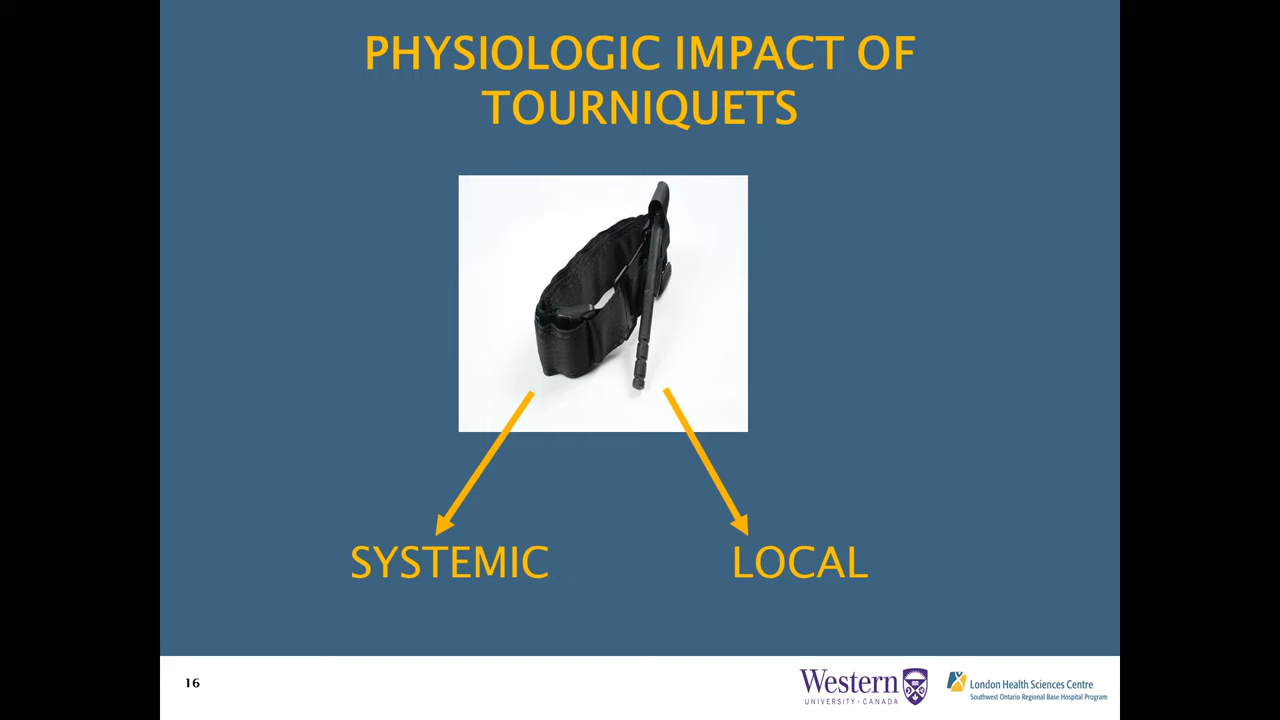 PHYSIOLOGIC IMPACT OF
TOURNIQUETS
SYSTEMIC
LOCAL
16
Western
UNIVERSITY · CANADA
London Health Sciences Centre
Southwest Ontario Regional Base Hospital Program